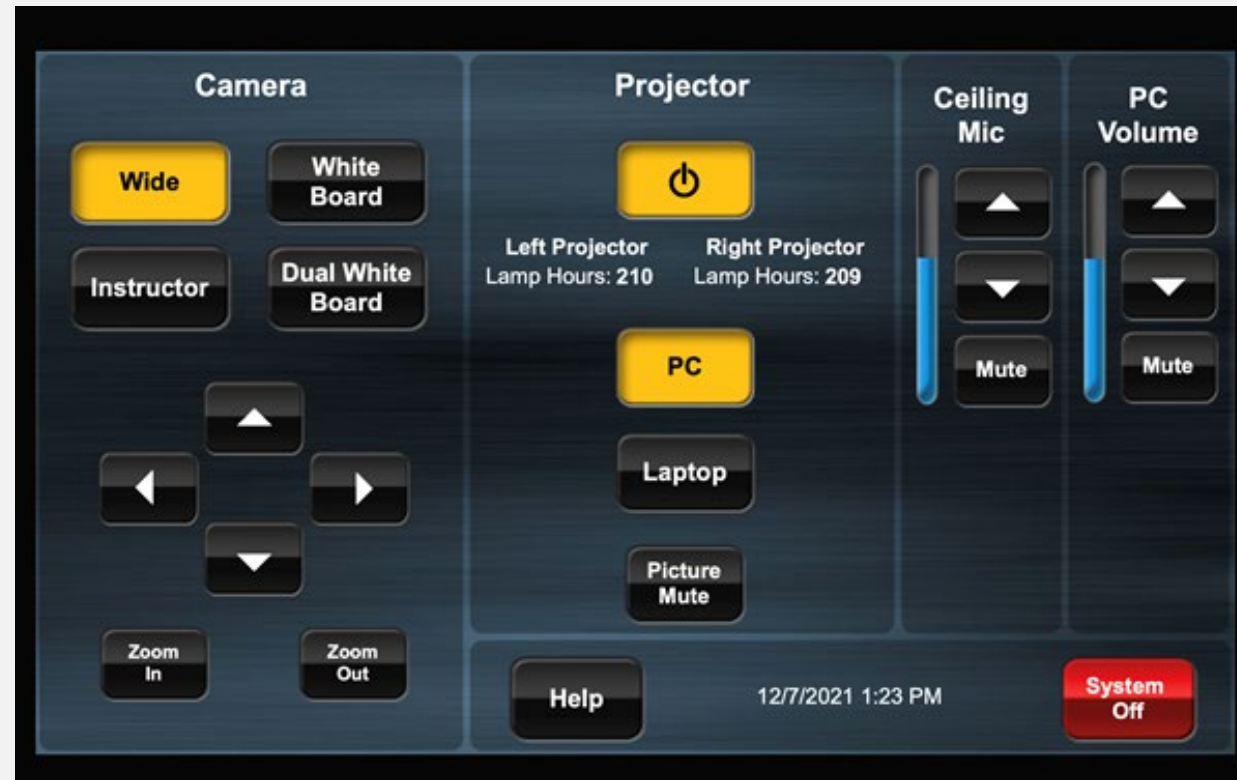 Camera
Wide
White
Board
Instructor
Dual White
Board
Zoom
In
Zoom
Out
Projector
Left Projector
Lamp Hours: 210
Right Projector
Lamp Hours: 209
PC
Laptop
Picture
Mute
Ceiling
Mic
Mute
PC
Volume
Mute
Help
12/7/2021 1:23 PM
System
Off